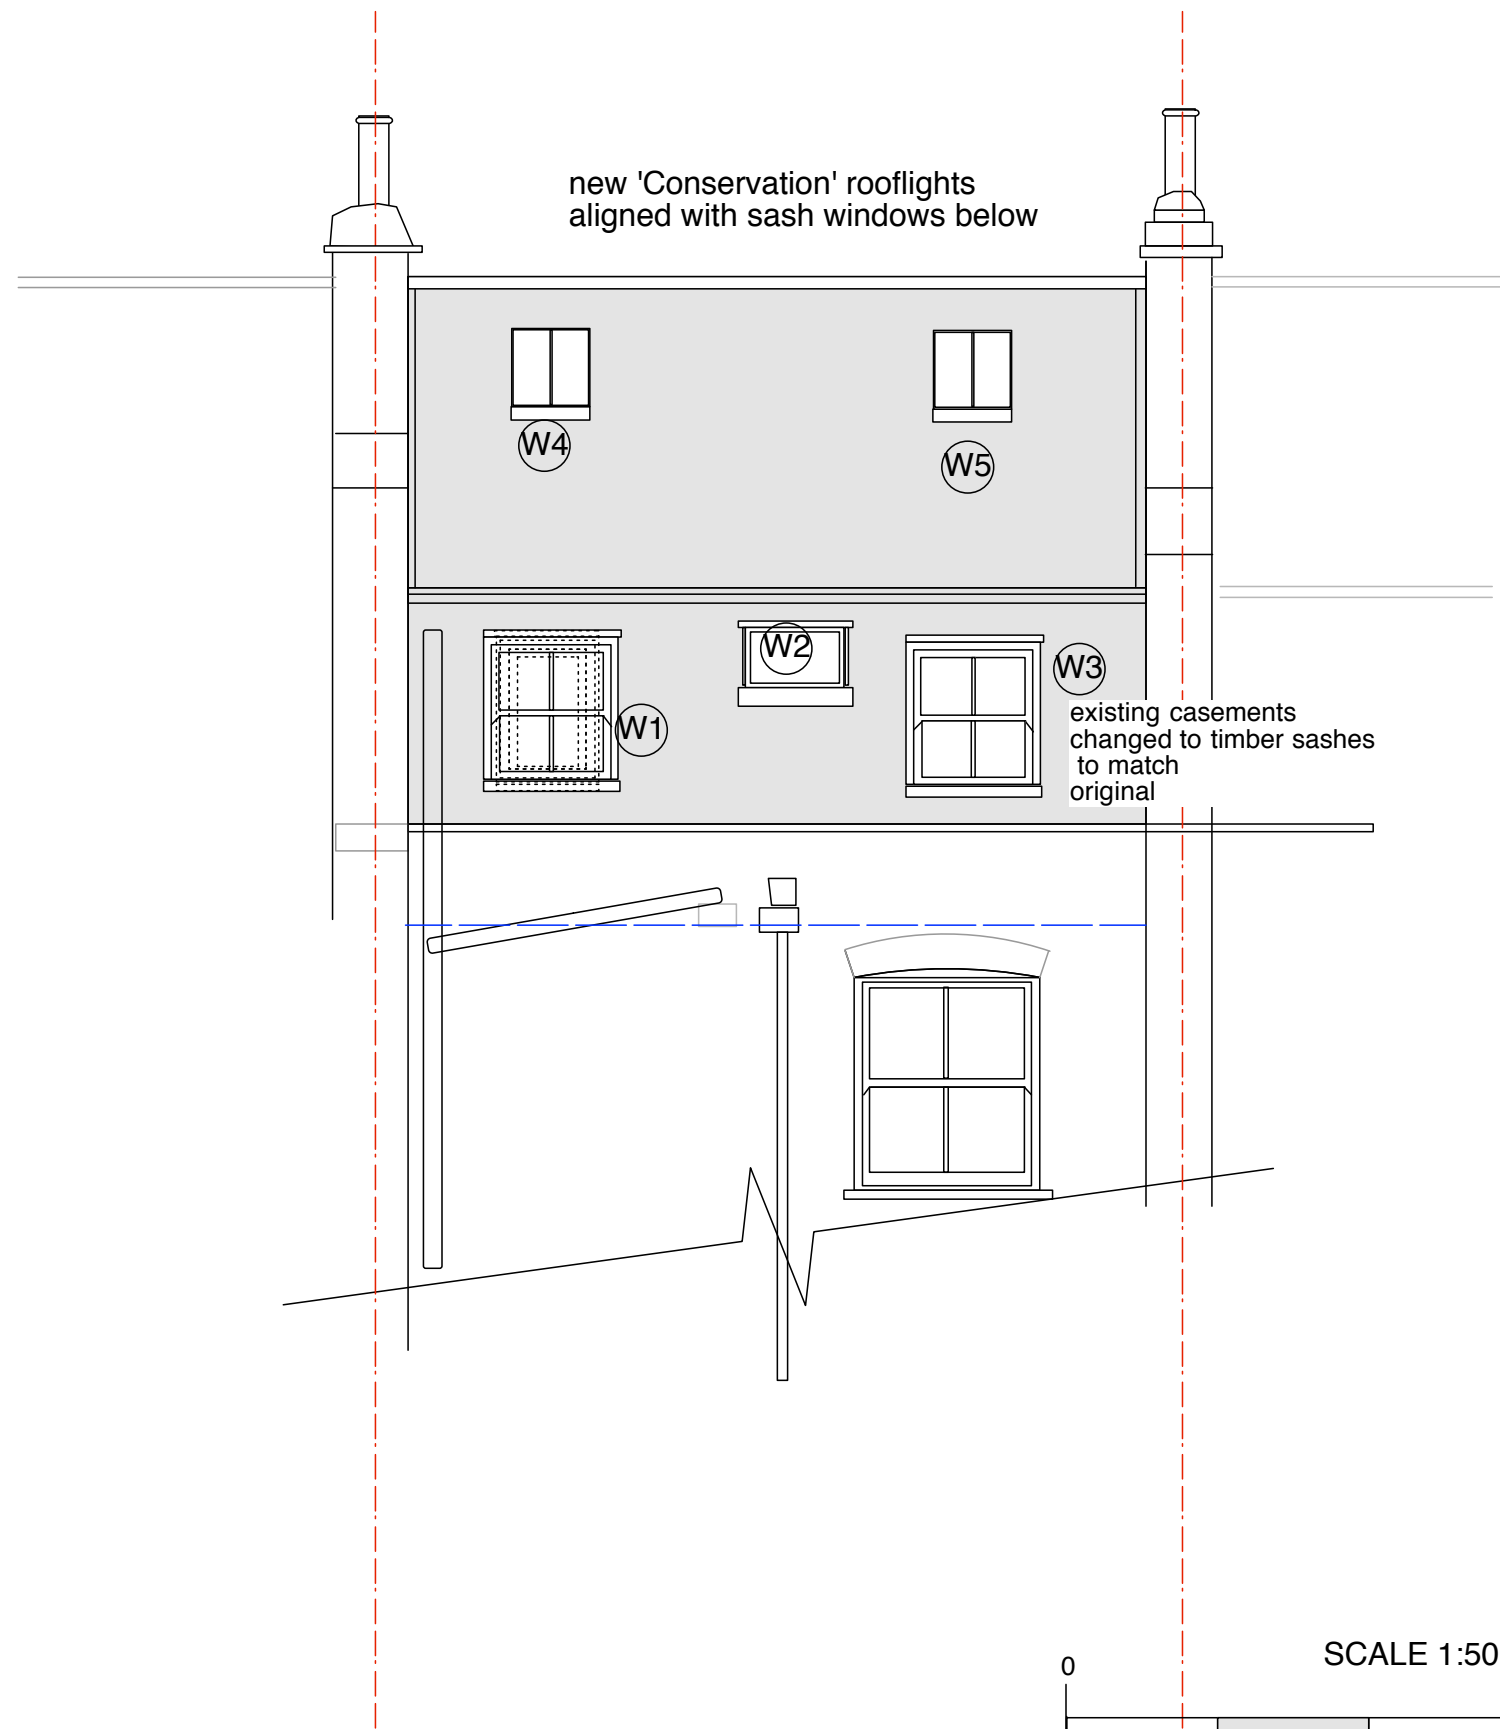 new 'Conservation' rooflights
aligned with sash windows below
W4
W5
W2
W3
W1
existing casements
changed to timber sashes
to match
original
SCALE 1:50
0